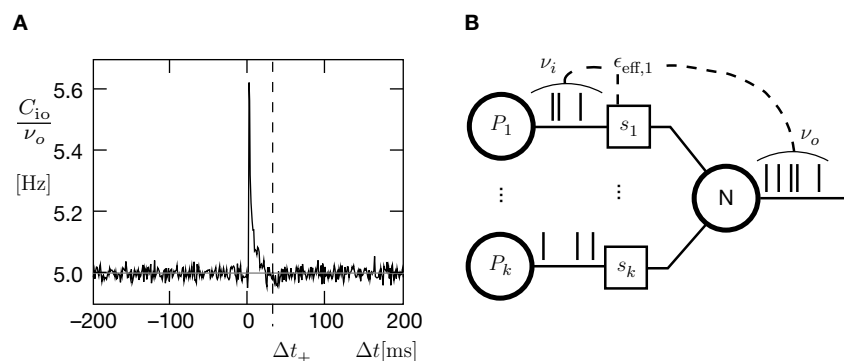 A
B
5.6
5.4
5.2
5.0
C_io
ν_o
[Hz]
−200
−100
0
100
200
Δt_+
Δt[ms]
ν_i
ϵ_eff,1
P_1
s_1
ν_o
⋮
⋮
N
P_k
s_k